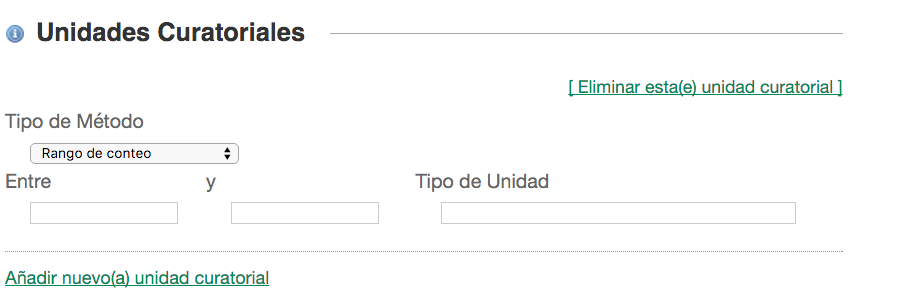 Unidades Curatoriales
[ Eliminar esta(e) unidad curatorial ]
Tipo de Método
Rango de conteo
Entre y Tipo de Unidad
Añadir nuevo(a) unidad curatorial